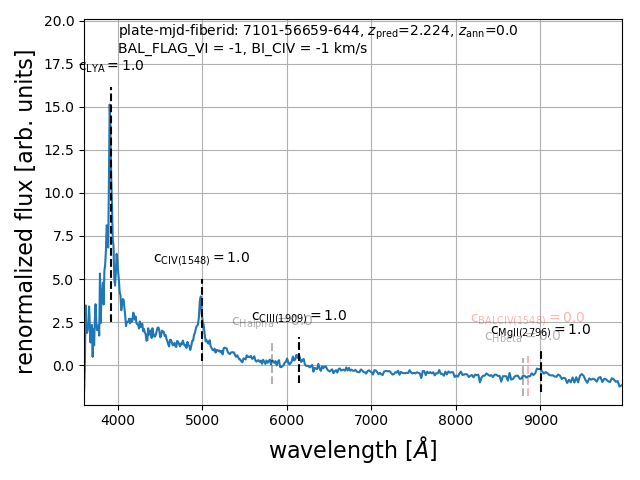 plate-mjd-fiberid: 7101-56659-644, z_pred=2.224, z_ann=0.0
BAL_FLAG_VI = -1, BI_CIV = -1 km/s
c_LYA = 1.0
c_CIV(1548) = 1.0
c_CIII(1909) = 1.0
c_Halpha = 0.0
c_BALCIV(1548) = 0.0
c_MgII(2796) = 1.0
c_Hbeta = 0.0
20.0
17.5
15.0
12.5
10.0
7.5
5.0
2.5
0.0
4000 5000 6000 7000 8000 9000
wavelength [Å]
renormalized flux [arb. units]